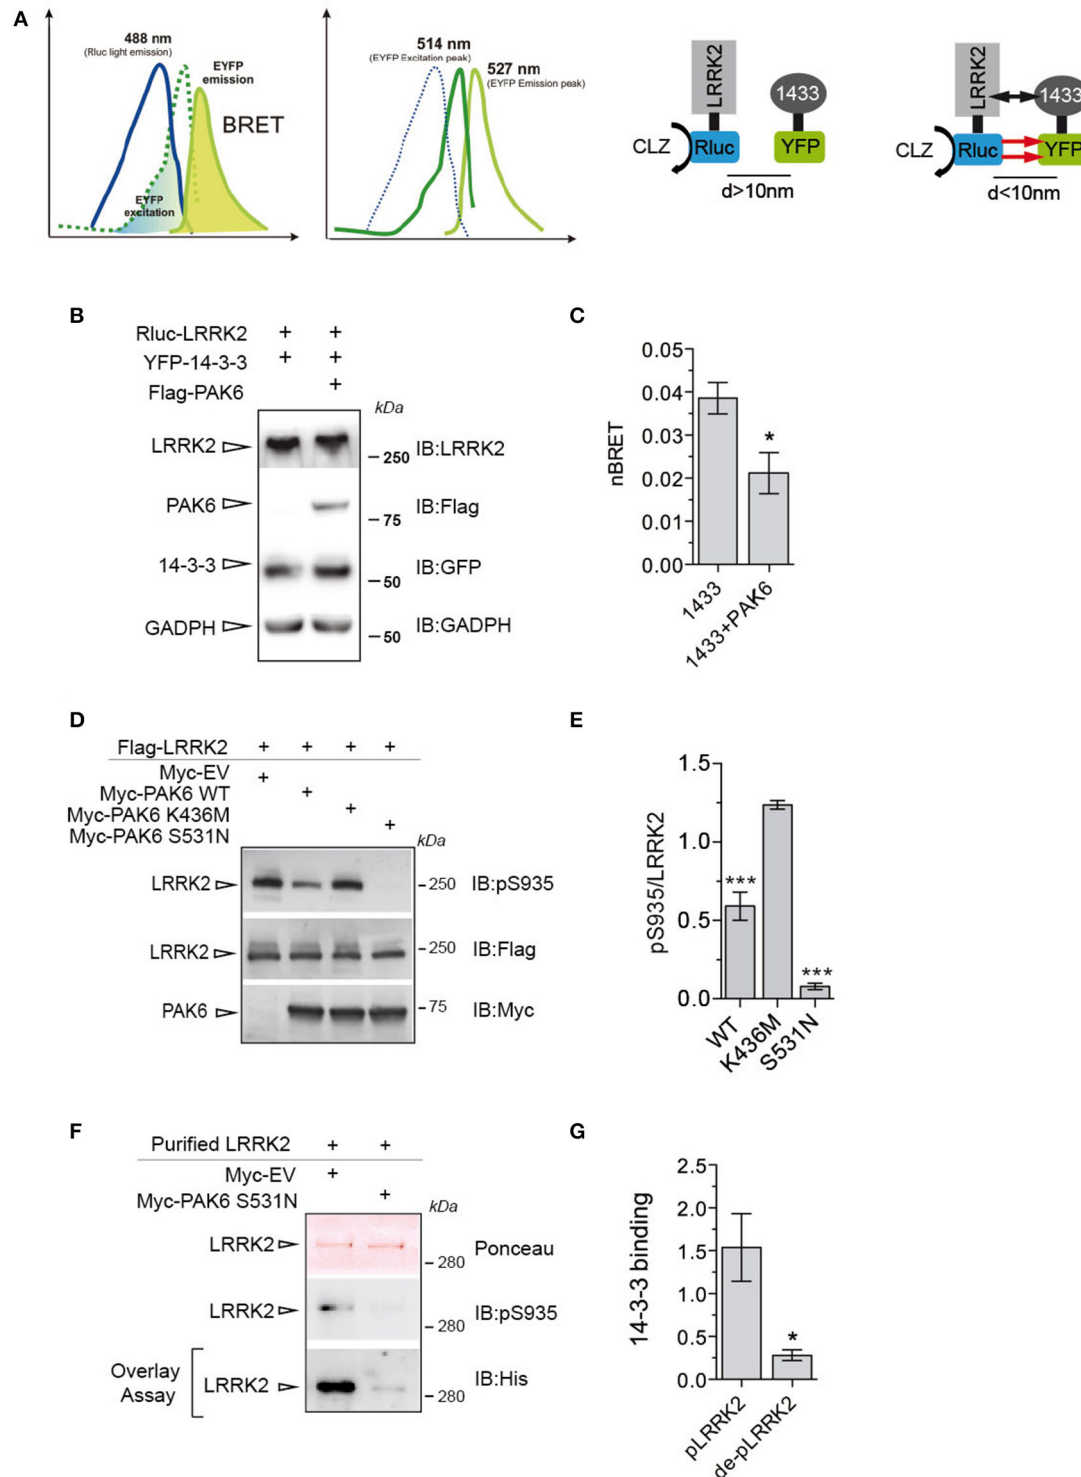 A
488 nm
(Rluc light emission)
EYFP
emission
BRET
EYFP
excitation
514 nm
(EYFP Excitation peak)
527 nm
(EYFP Emission peak)
LRRK2
1433
CLZ
Rluc
YFP
d>10nm
LRRK2
1433
CLZ
Rluc
YFP
d<10nm
B
Rluc-LRRK2 + +
YFP-14-3-3 + +
Flag-PAK6 +
kDa
LRRK2 250 IB:LRRK2
PAK6 75 IB:Flag
14-3-3 50 IB:GFP
GADPH 50 IB:GADPH
C
nBRET
0.05
0.04
0.03
0.02
0.01
0.00
*
1433
1433+PAK6
D
Flag-LRRK2 + + + +
Myc-EV +
Myc-PAK6 WT +
Myc-PAK6 K436M +
Myc-PAK6 S531N +
kDa
LRRK2 250 IB:pS935
LRRK2 250 IB:Flag
PAK6 75 IB:Myc
E
pS935/LRRK2
1.5
1.0
0.5
0.0
***
***
WT
K436M
S531N
F
Purified LRRK2 + +
Myc-EV +
Myc-PAK6 S531N +
kDa
LRRK2 280 Ponceau
LRRK2 280 IB:pS935
Overlay
Assay
LRRK2 280 IB:His
G
14-3-3 binding
2.5
2.0
1.5
1.0
0.5
0.0
*
pLRRK2
de-pLRRK2